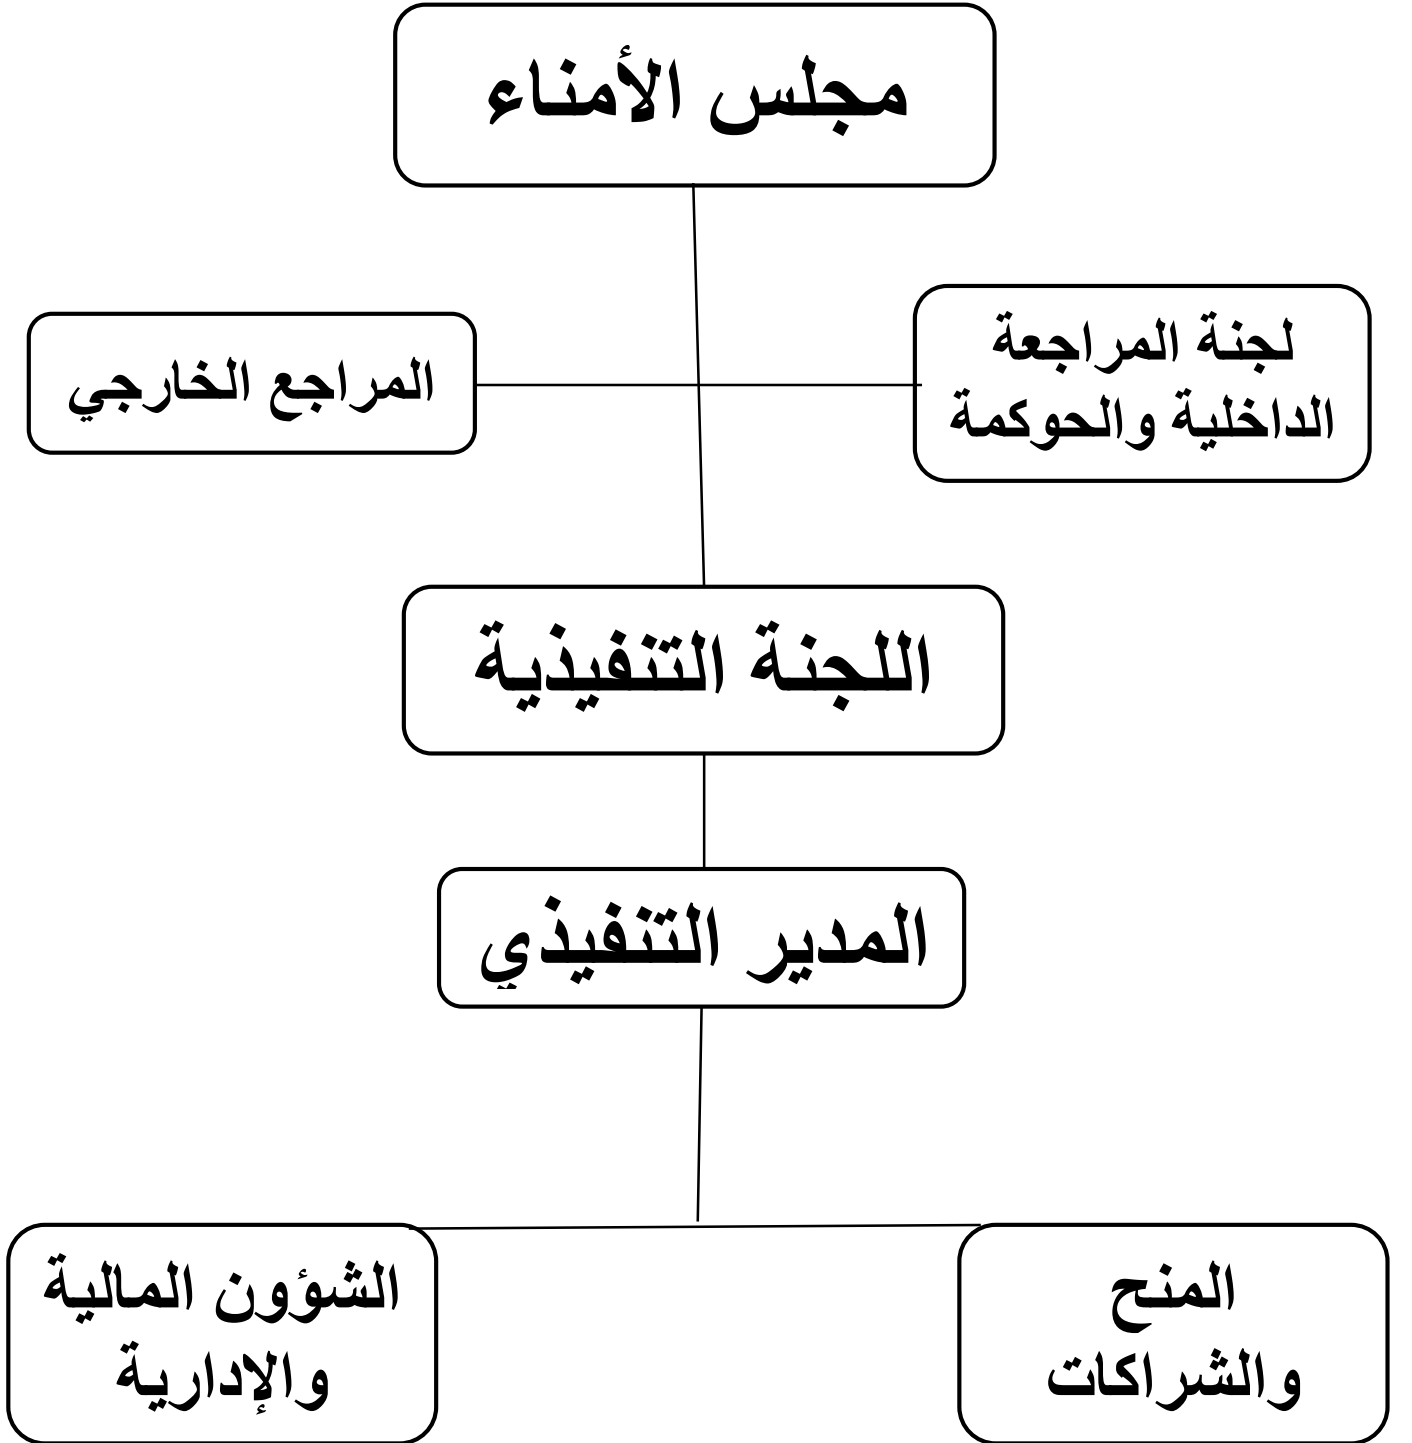 مجلس الأمناء
لجنة المراجعة
الداخلية والحوكمة
المراجع الخارجي
اللجنة التنفيذية
المدير التنفيذي
المنح
والشراكات
الشؤون المالية
والإدارية